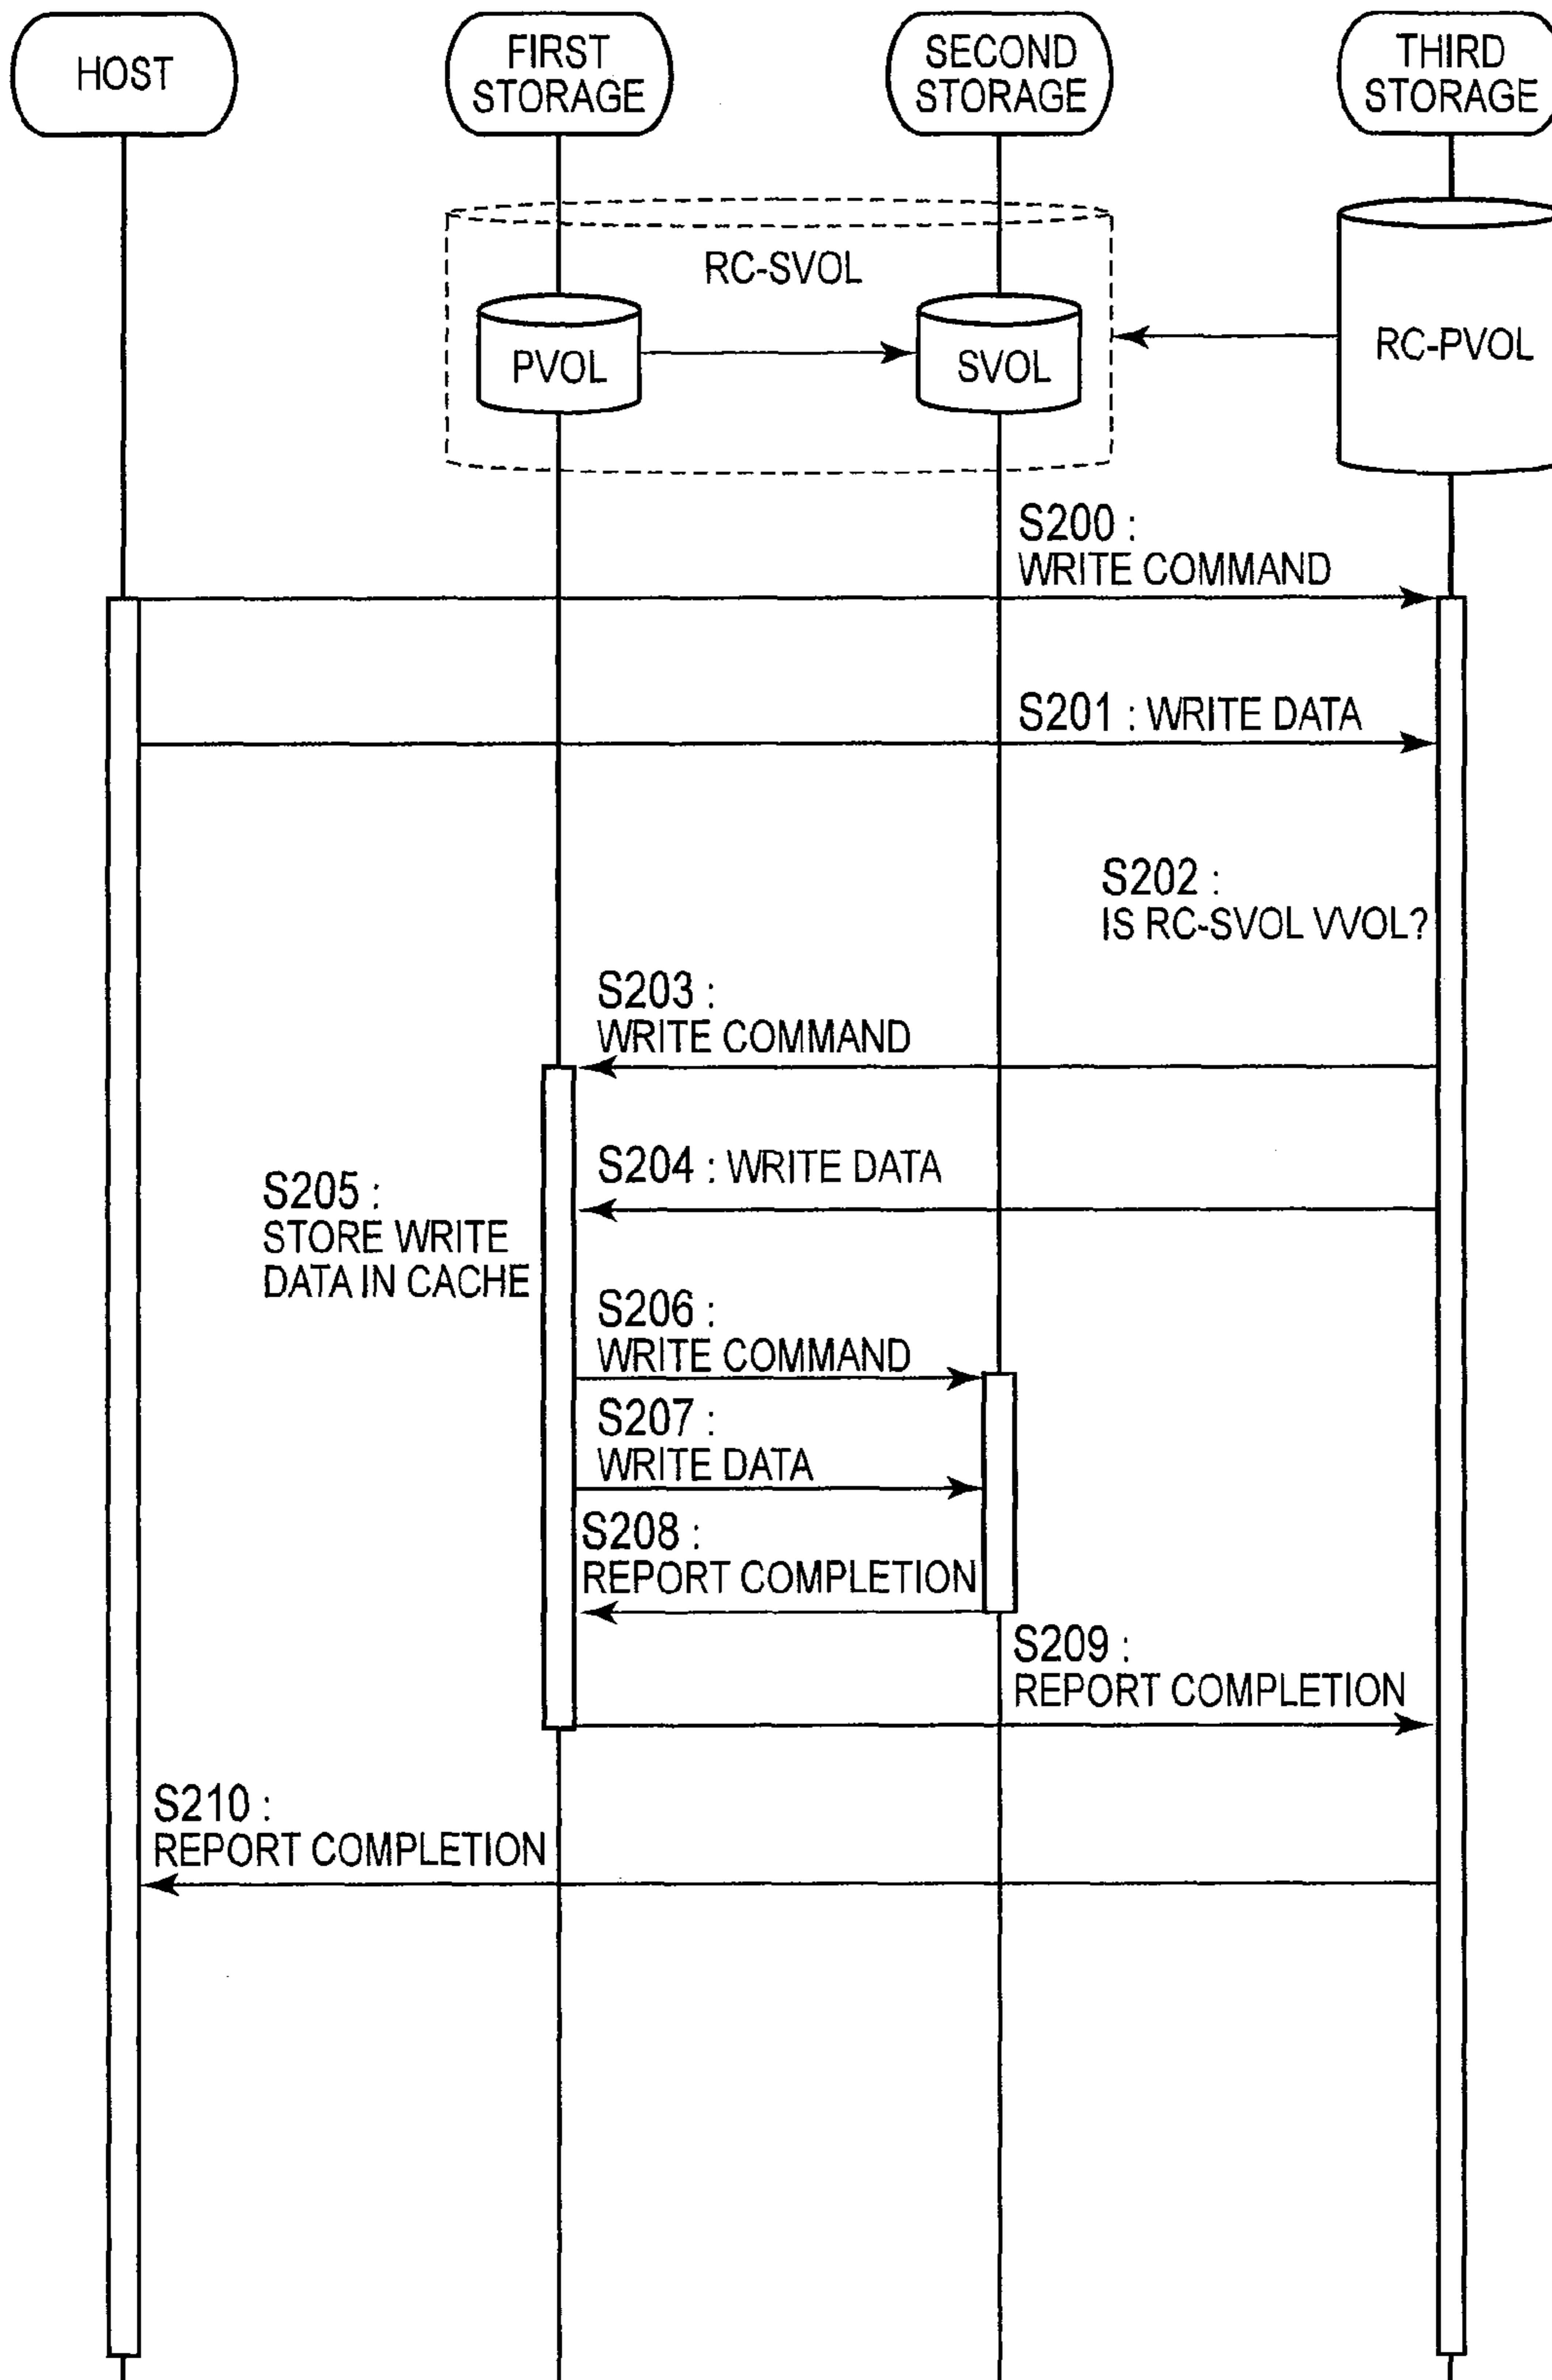 HOST
FIRST
STORAGE
SECOND
STORAGE
THIRD
STORAGE
RC-SVOL
PVOL
SVOL
RC-PVOL
S200 :
WRITE COMMAND
S201 : WRITE DATA
S202 :
IS RC-SVOL VVOL?
S203 :
WRITE COMMAND
S204 : WRITE DATA
S205 :
STORE WRITE
DATA IN CACHE
S206 :
WRITE COMMAND
S207 :
WRITE DATA
S208 :
REPORT COMPLETION
S209 :
REPORT COMPLETION
S210 :
REPORT COMPLETION